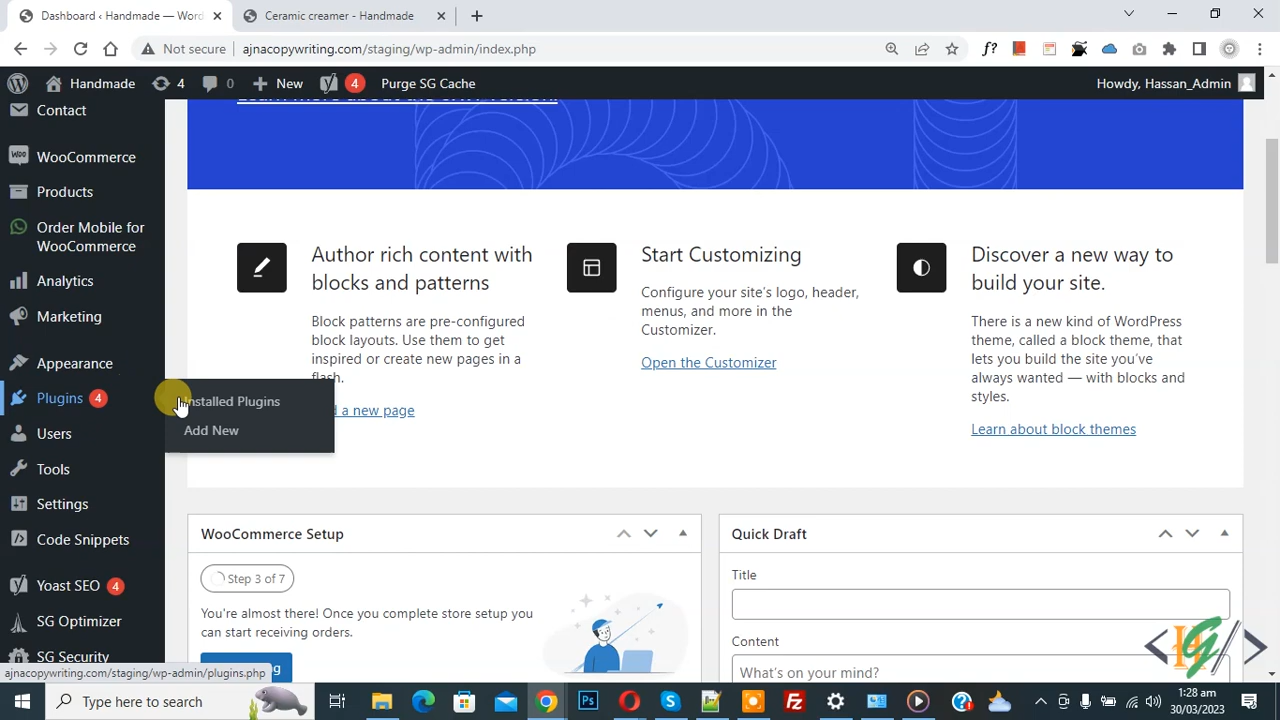 Dashboard ‹ Handmade — Word
Ceramic creamer - Handmade
Not secure
ajnacopywriting.com/staging/wp-admin/index.php
f?
Handmade
4
0
New
4
Purge SG Cache
Howdy, Hassan_Admin
Contact
WooCommerce
Products
Order Mobile for
WooCommerce
Analytics
Marketing
Appearance
Plugins 4
Users
Tools
Settings
Code Snippets
Yoast SEO 4
SG Optimizer
SG Security
Installed Plugins
Add New
Author rich content with
blocks and patterns
Block patterns are pre-configured
block layouts. Use them to get
inspired or create new pages in a
flash.
a new page
Start Customizing
Configure your site's logo, header,
menus, and more in the
Customizer.
Open the Customizer
Discover a new way to
build your site.
There is a new kind of WordPress
theme, called a block theme, that
lets you build the site you've
always wanted — with blocks and
styles.
Learn about block themes
WooCommerce Setup
Step 3 of 7
You're almost there! Once you complete store setup you
can start receiving orders.
Quick Draft
Title
Content
What's on your mind?
ajnacopywriting.com/staging/wp-admin/plugins.php
Type here to search
1:28 am
30/03/2023